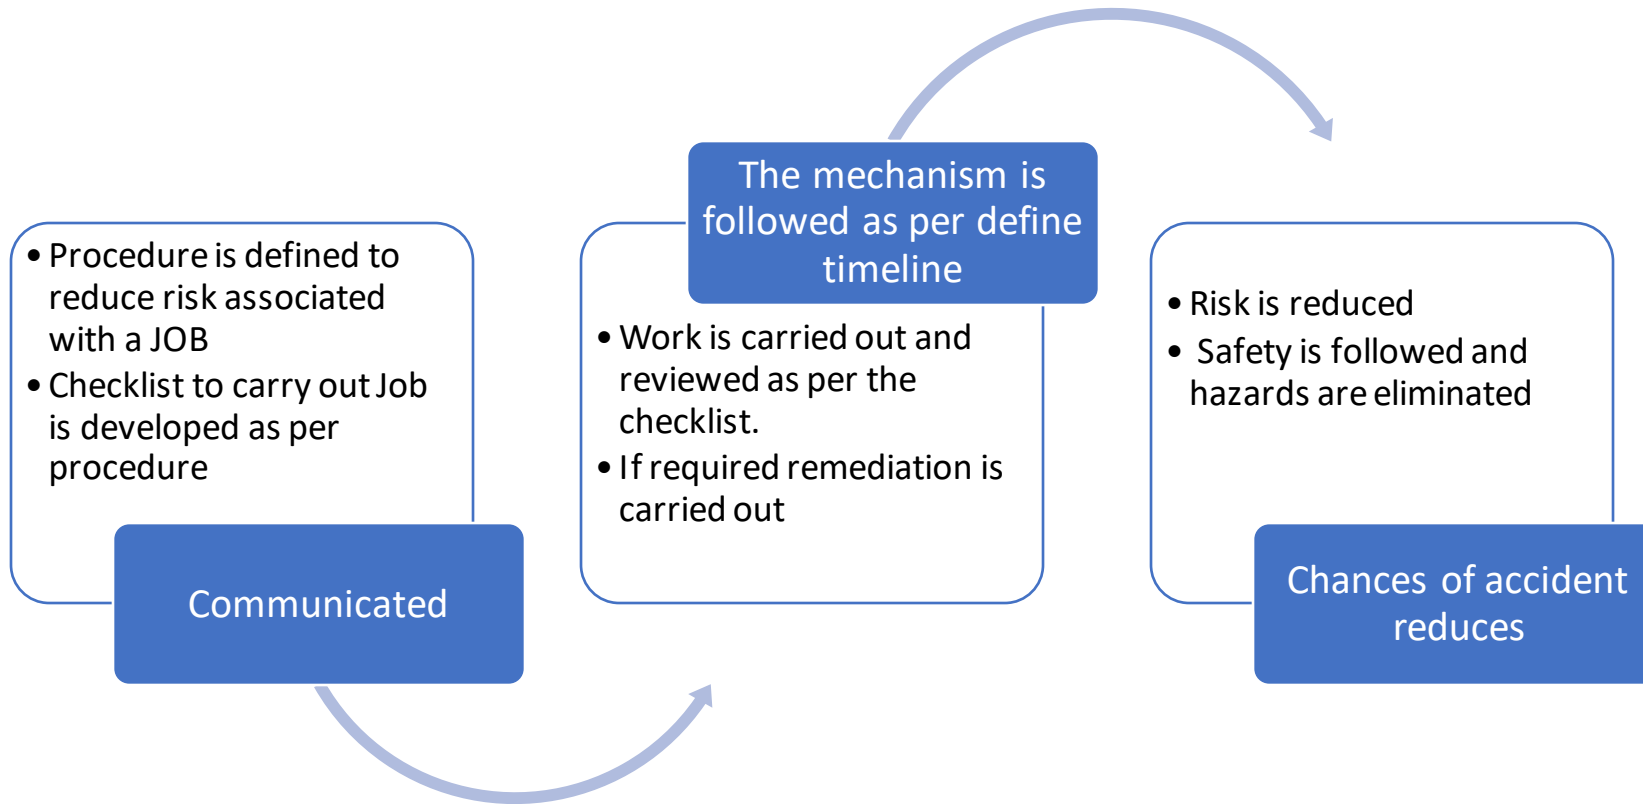 • Procedure is defined to
reduce risk associated
with a JOB
• Checklist to carry out Job
is developed as per
procedure
Communicated
The mechanism is
followed as per define
timeline
• Work is carried out and
reviewed as per the
checklist.
• If required remediation is
carried out
• Risk is reduced
• Safety is followed and
hazards are eliminated
Chances of accident
reduces